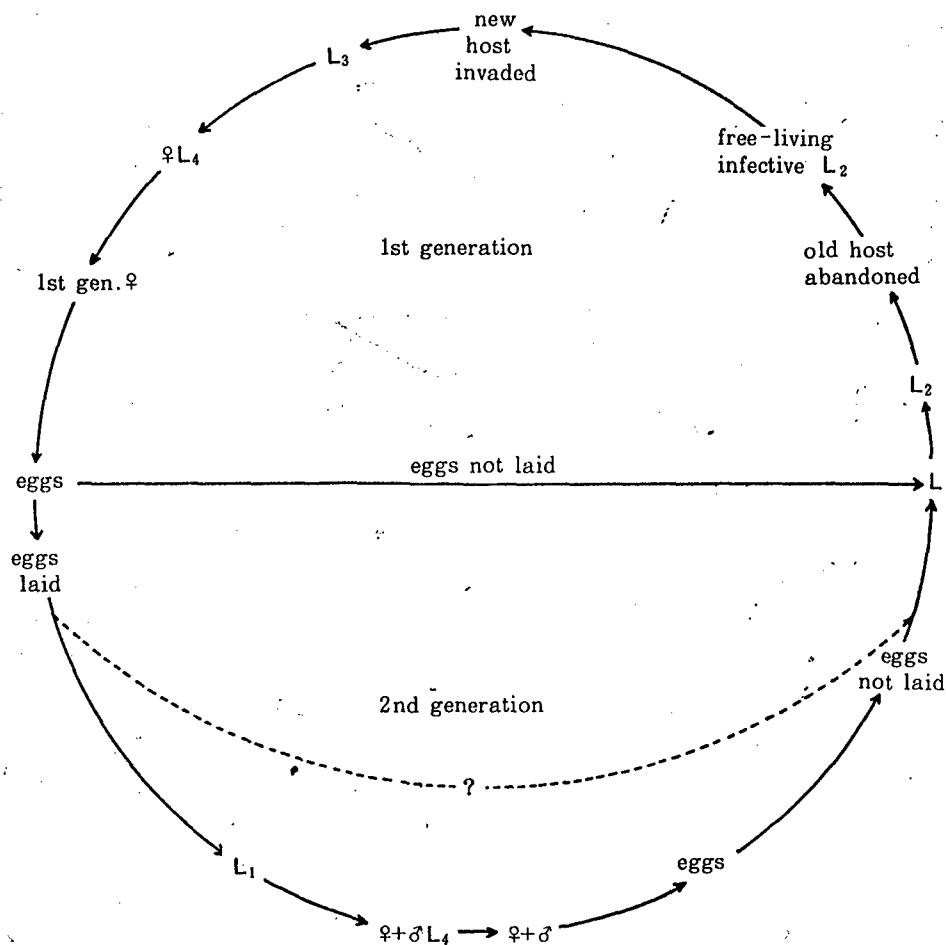 new
host
invaded
L₃
♀L₄
free-living
infective L₂
1st generation
old host
abandoned
1st gen.♀
L₂
eggs not laid
eggs
L
eggs
laid
eggs
not laid
2nd generation
?
L₁
eggs
♀+♂L₄
♀+♂